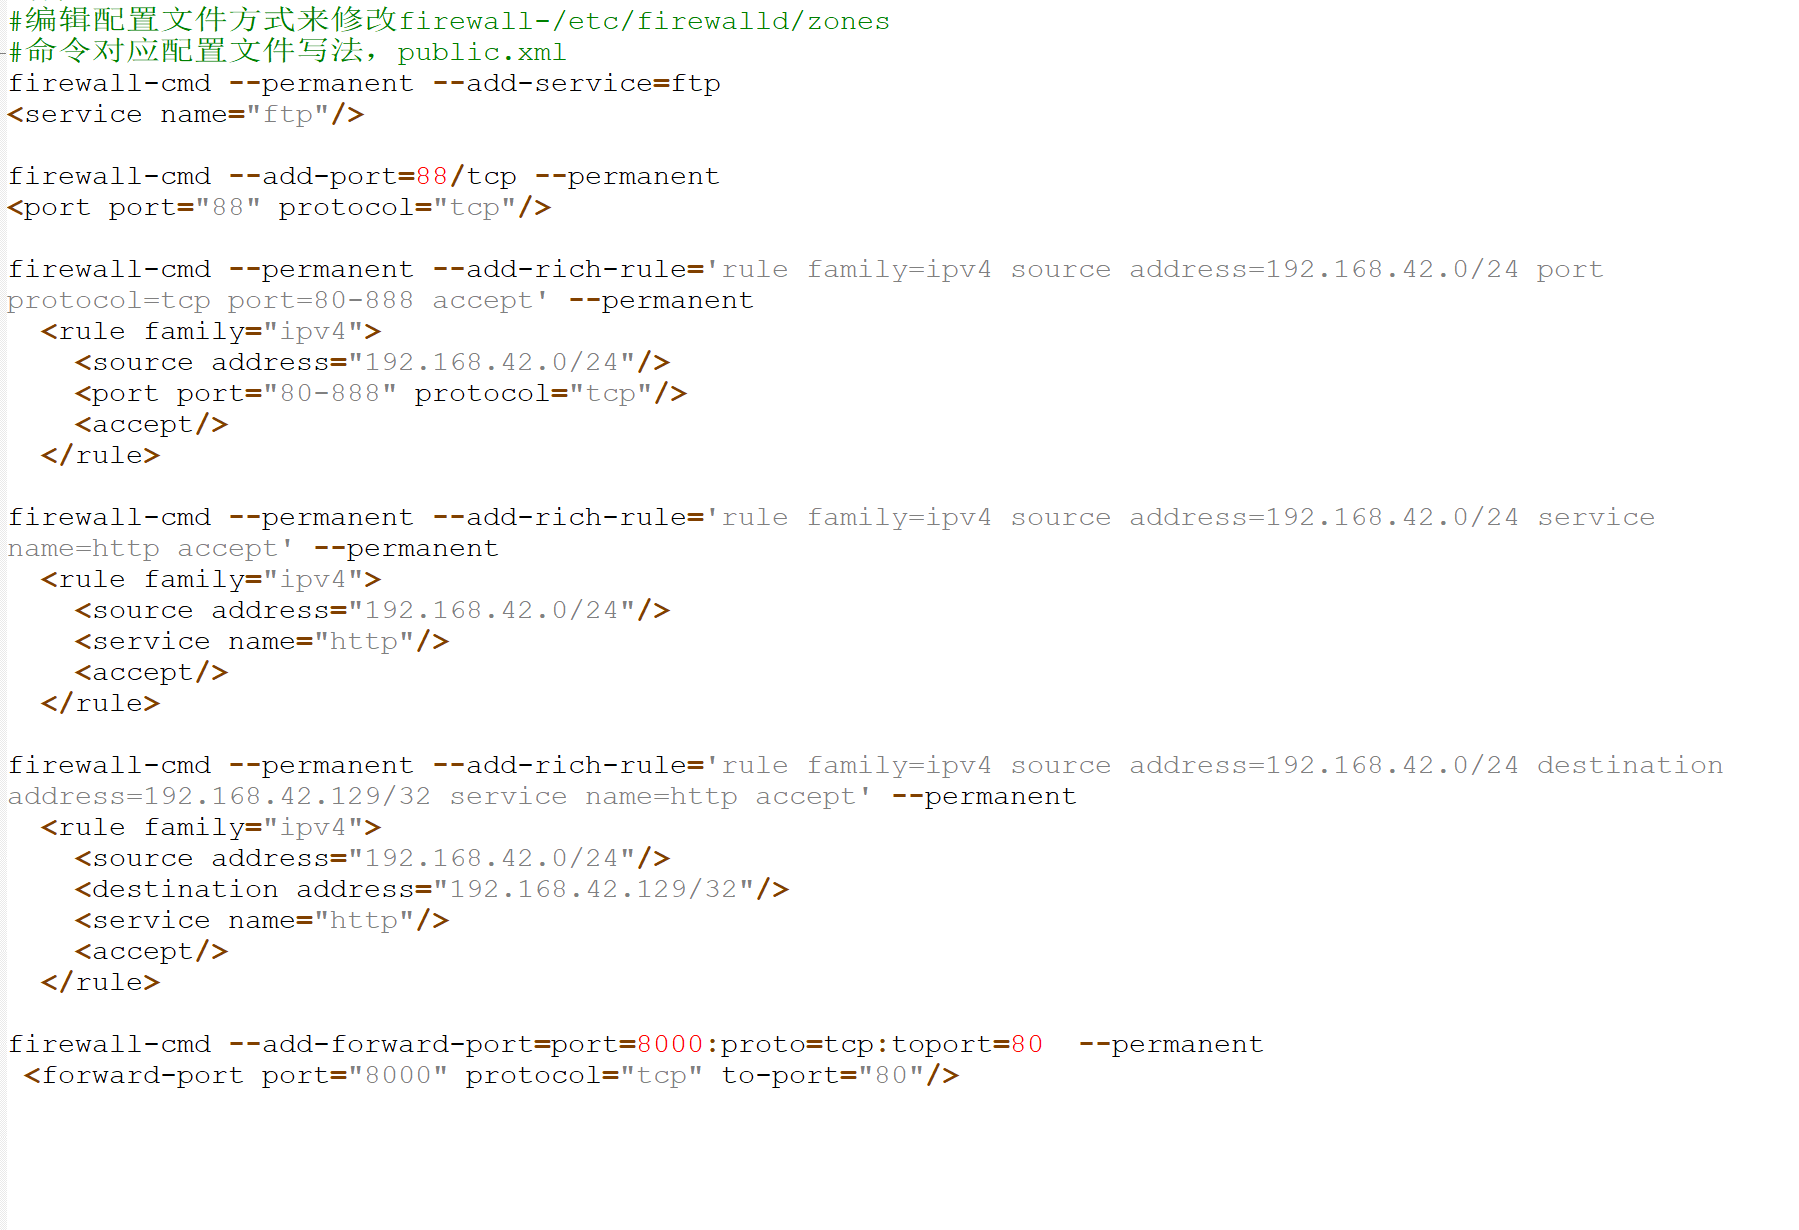 #编辑配置文件方式来修改firewall-/etc/firewalld/zones
#命令对应配置文件写法，public.xml
firewall-cmd --permanent --add-service=ftp
<service name="ftp"/>
firewall-cmd --add-port=88/tcp --permanent
<port port="88" protocol="tcp"/>
firewall-cmd --permanent --add-rich-rule='rule family=ipv4 source address=192.168.42.0/24 port
protocol=tcp port=80-888 accept' --permanent
<rule family="ipv4">
<source address="192.168.42.0/24"/>
<port port="80-888" protocol="tcp"/>
<accept/>
</rule>
firewall-cmd --permanent --add-rich-rule='rule family=ipv4 source address=192.168.42.0/24 service
name=http accept' --permanent
<rule family="ipv4">
<source address="192.168.42.0/24"/>
<service name="http"/>
<accept/>
</rule>
firewall-cmd --permanent --add-rich-rule='rule family=ipv4 source address=192.168.42.0/24 destination
address=192.168.42.129/32 service name=http accept' --permanent
<rule family="ipv4">
<source address="192.168.42.0/24"/>
<destination address="192.168.42.129/32"/>
<service name="http"/>
<accept/>
</rule>
firewall-cmd --add-forward-port=port=8000:proto=tcp:toport=80  --permanent
<forward-port port="8000" protocol="tcp" to-port="80"/>